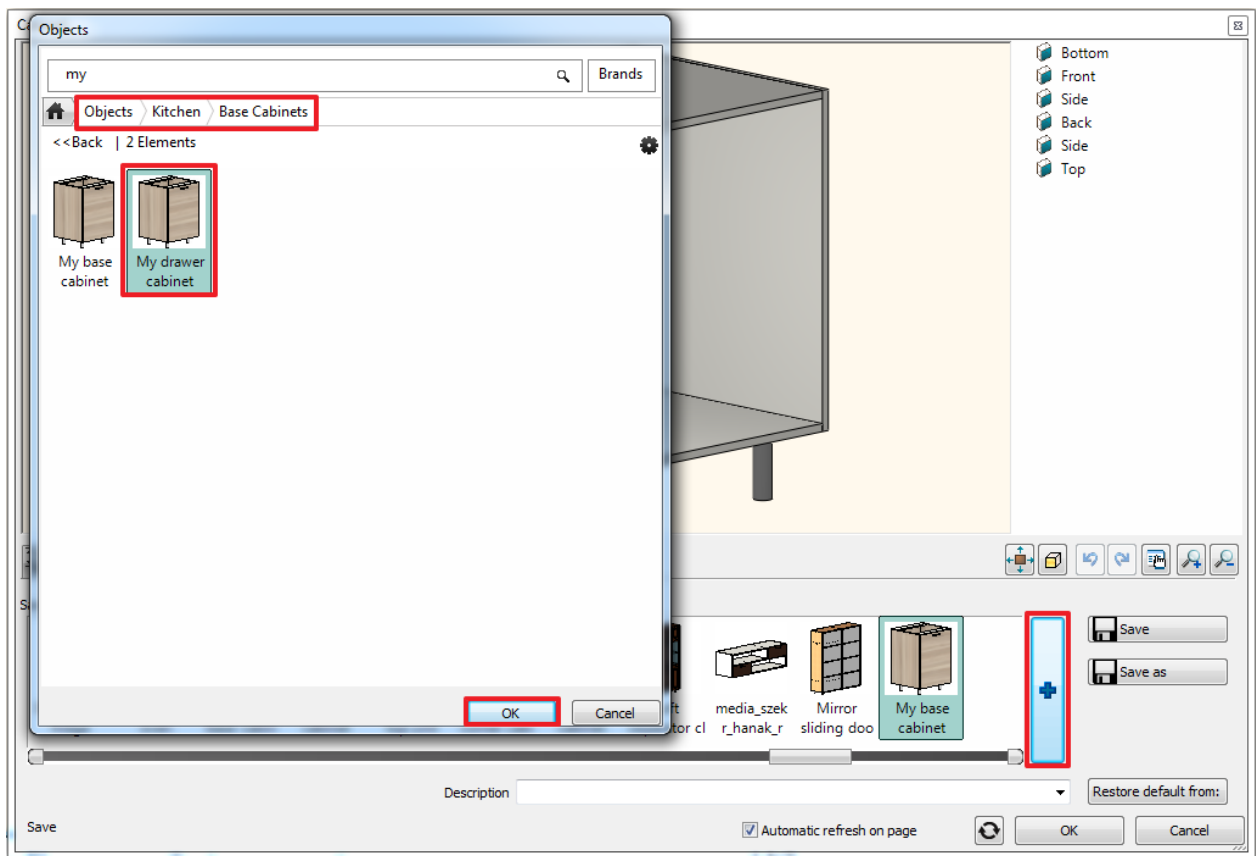 Objects
my
Brands
Objects
Kitchen
Base Cabinets
<<Back | 2 Elements
My base
cabinet
My drawer
cabinet
OK
Cancel
Bottom
Front
Side
Back
Side
Top
media_szek
r_hanak_r
Mirror
sliding doo
My base
cabinet
Save
Save as
Description
Restore default from:
Save
Automatic refresh on page
OK
Cancel